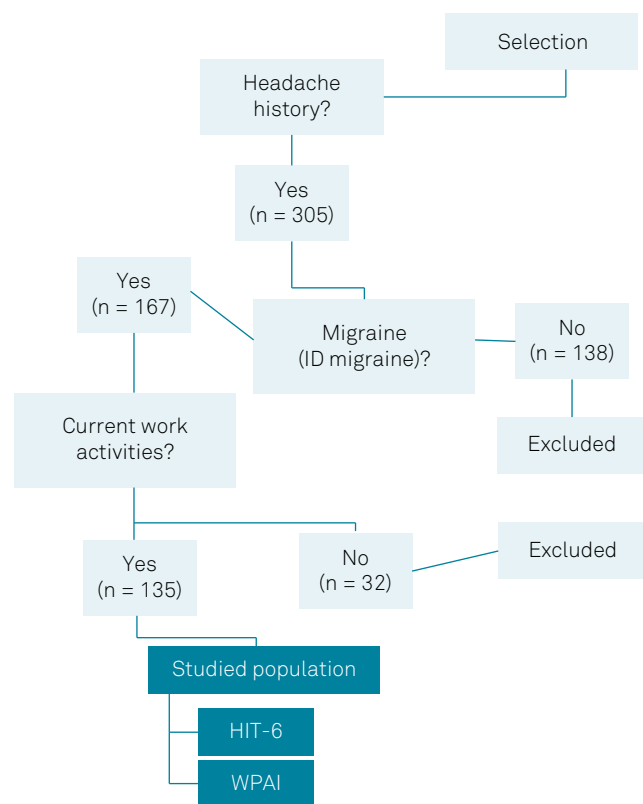 Selection
Headache
history?
Yes
(n = 305)
Yes
(n = 167)
Migraine
(ID migraine)?
No
(n = 138)
Current work
activities?
Excluded
Yes
(n = 135)
No
(n = 32)
Excluded
Studied population
HIT-6
WPAI